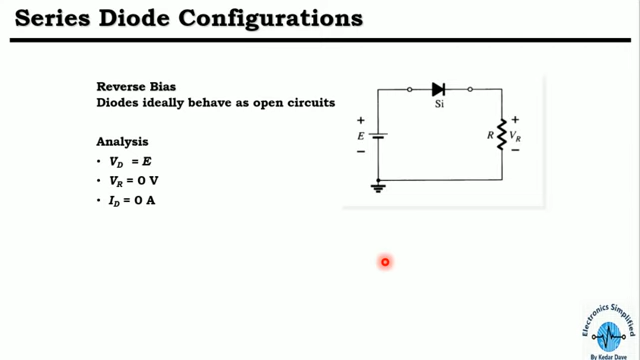 Series Diode Configurations
Reverse Bias
Diodes ideally behave as open circuits
Analysis
• V_D = E
• V_R = 0 V
• I_D = 0 A
+
E
−
Si
R
+
V_R
−
Electronics Simplified
By Kedar Dave